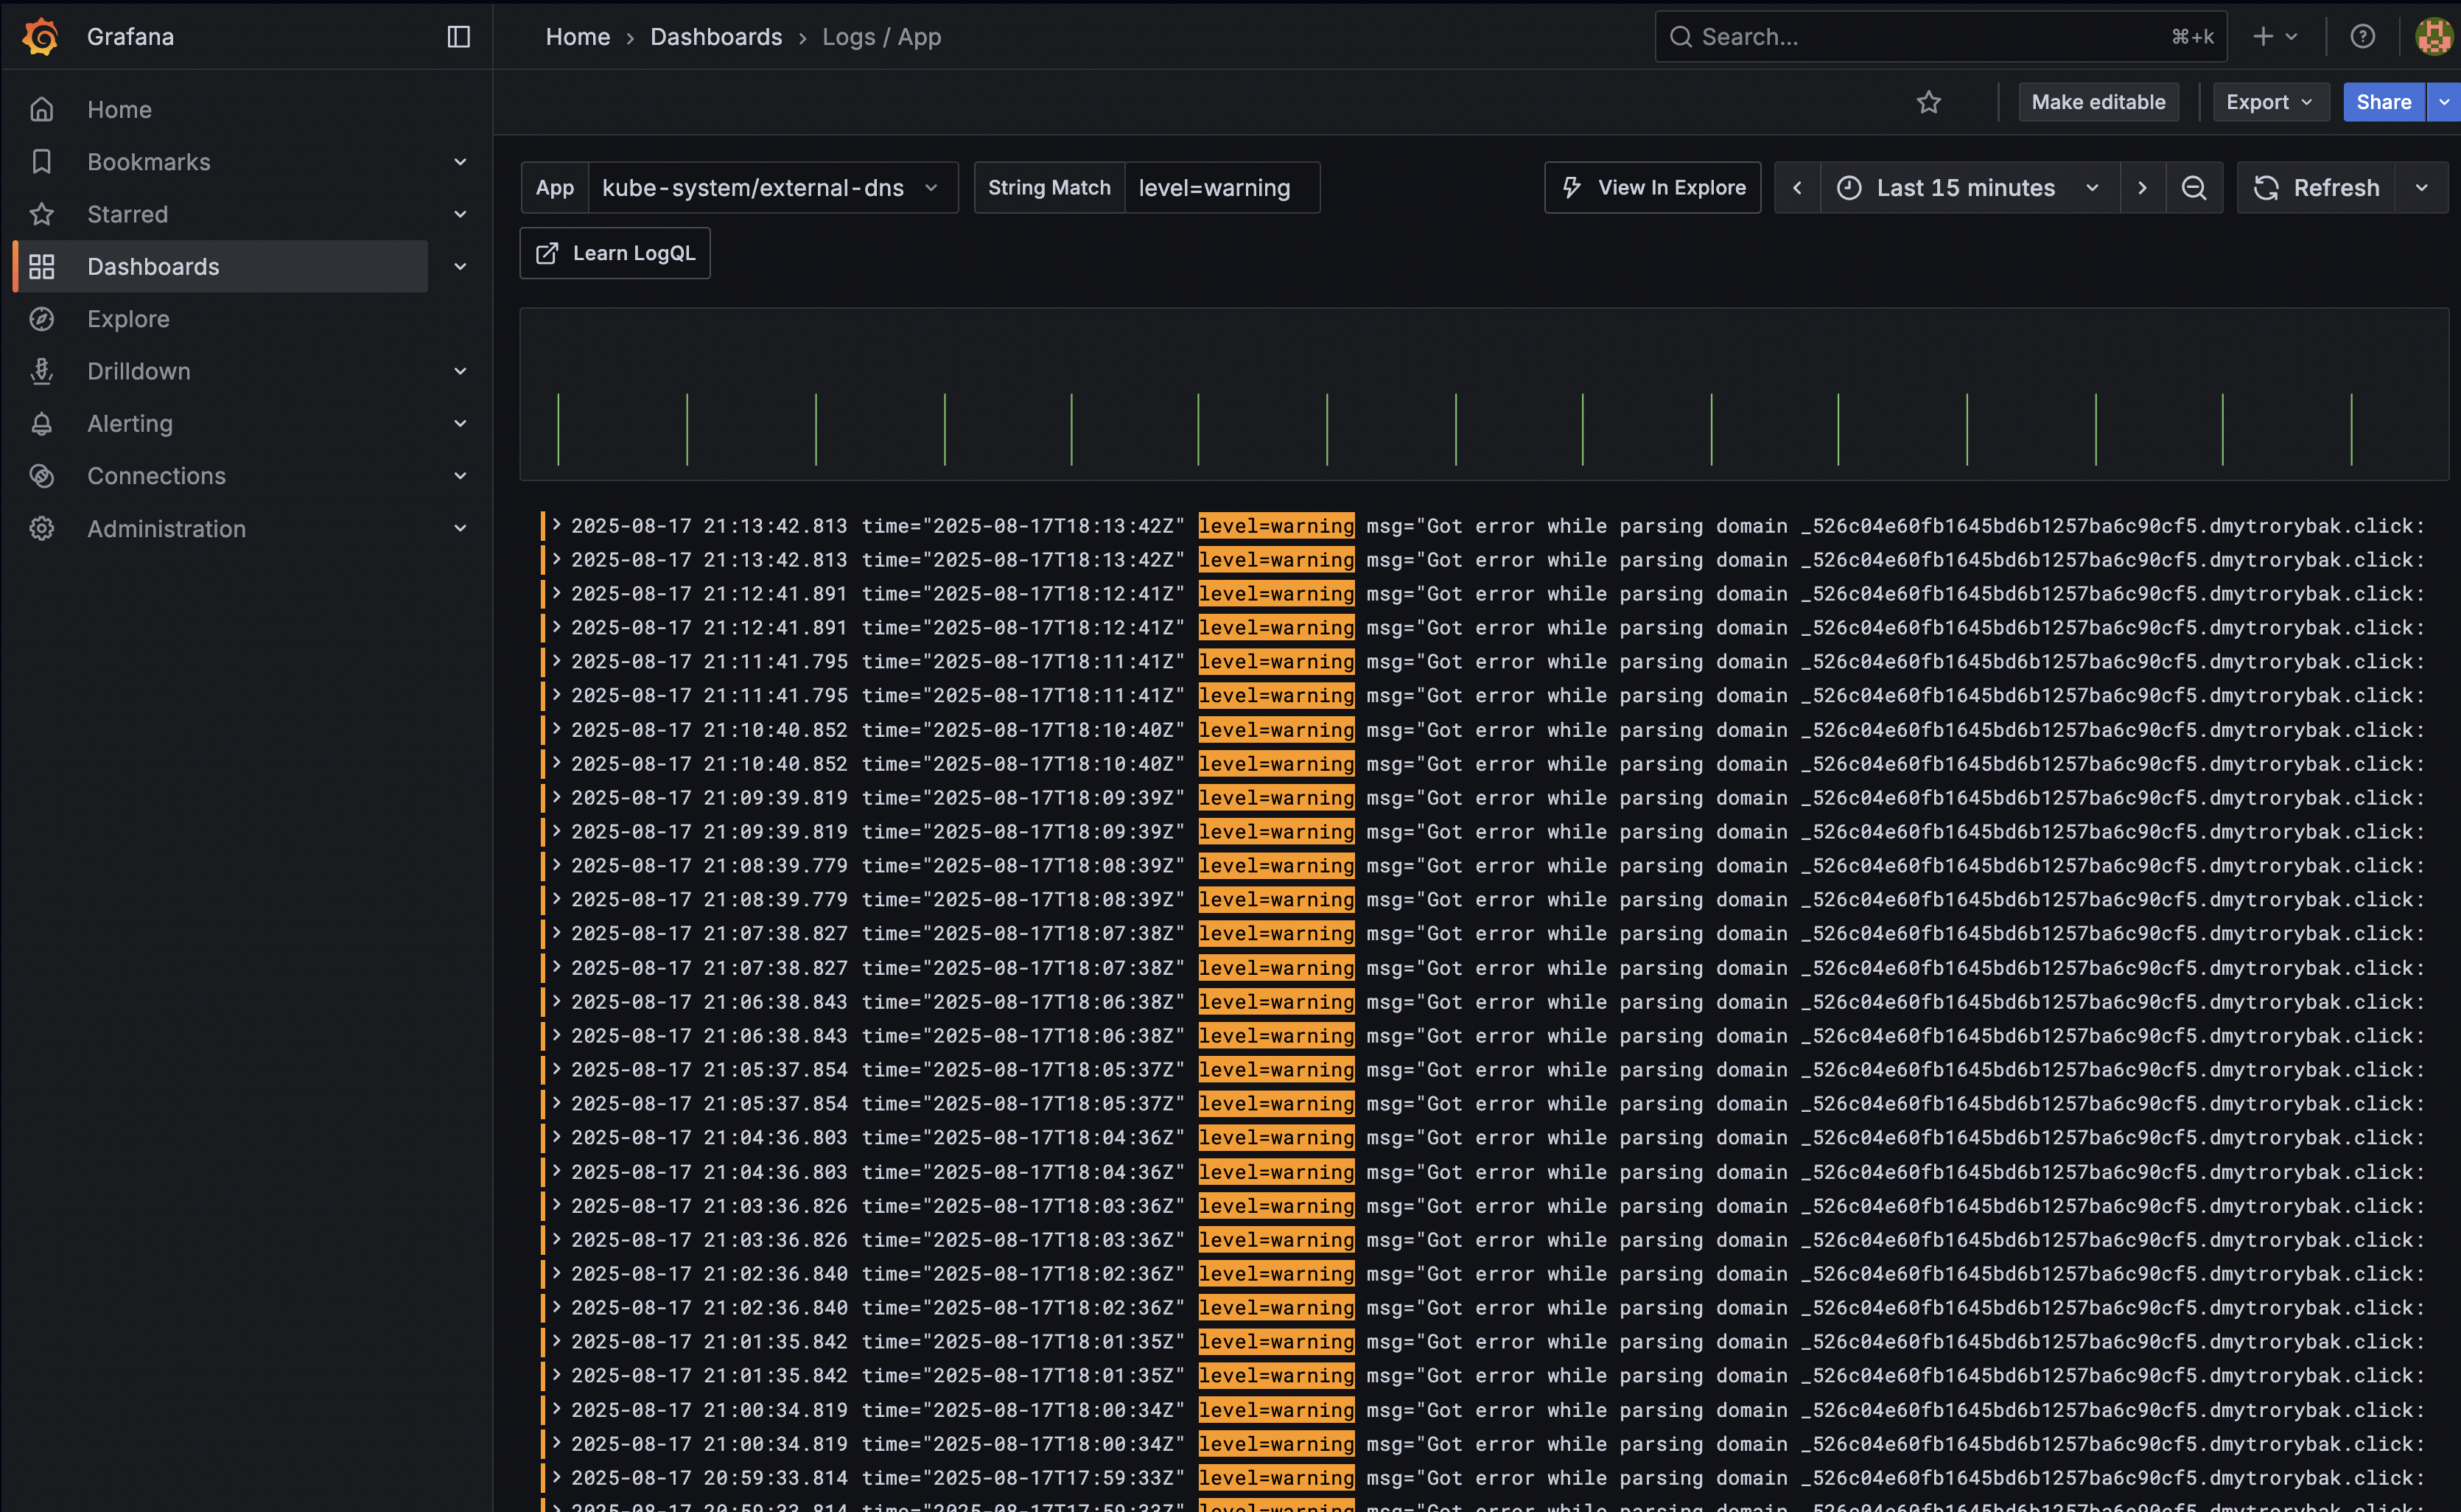 Grafana
Home › Dashboards › Logs / App
Search...
⌘+k
Home
Bookmarks
Starred
Dashboards
Explore
Drilldown
Alerting
Connections
Administration
Make editable
Export
Share
App kube-system/external-dns
String Match level=warning
View In Explore
Last 15 minutes
Refresh
Learn LogQL
2025-08-17 21:13:42.813 time="2025-08-17T18:13:42Z" level=warning msg="Got error while parsing domain _526c04e60fb1645bd6b1257ba6c90cf5.dmytrorybak.click:
2025-08-17 21:13:42.813 time="2025-08-17T18:13:42Z" level=warning msg="Got error while parsing domain _526c04e60fb1645bd6b1257ba6c90cf5.dmytrorybak.click:
2025-08-17 21:12:41.891 time="2025-08-17T18:12:41Z" level=warning msg="Got error while parsing domain _526c04e60fb1645bd6b1257ba6c90cf5.dmytrorybak.click:
2025-08-17 21:12:41.891 time="2025-08-17T18:12:41Z" level=warning msg="Got error while parsing domain _526c04e60fb1645bd6b1257ba6c90cf5.dmytrorybak.click:
2025-08-17 21:11:41.795 time="2025-08-17T18:11:41Z" level=warning msg="Got error while parsing domain _526c04e60fb1645bd6b1257ba6c90cf5.dmytrorybak.click:
2025-08-17 21:11:41.795 time="2025-08-17T18:11:41Z" level=warning msg="Got error while parsing domain _526c04e60fb1645bd6b1257ba6c90cf5.dmytrorybak.click:
2025-08-17 21:10:40.852 time="2025-08-17T18:10:40Z" level=warning msg="Got error while parsing domain _526c04e60fb1645bd6b1257ba6c90cf5.dmytrorybak.click:
2025-08-17 21:10:40.852 time="2025-08-17T18:10:40Z" level=warning msg="Got error while parsing domain _526c04e60fb1645bd6b1257ba6c90cf5.dmytrorybak.click:
2025-08-17 21:09:39.819 time="2025-08-17T18:09:39Z" level=warning msg="Got error while parsing domain _526c04e60fb1645bd6b1257ba6c90cf5.dmytrorybak.click:
2025-08-17 21:09:39.819 time="2025-08-17T18:09:39Z" level=warning msg="Got error while parsing domain _526c04e60fb1645bd6b1257ba6c90cf5.dmytrorybak.click:
2025-08-17 21:08:39.779 time="2025-08-17T18:08:39Z" level=warning msg="Got error while parsing domain _526c04e60fb1645bd6b1257ba6c90cf5.dmytrorybak.click:
2025-08-17 21:08:39.779 time="2025-08-17T18:08:39Z" level=warning msg="Got error while parsing domain _526c04e60fb1645bd6b1257ba6c90cf5.dmytrorybak.click:
2025-08-17 21:07:38.827 time="2025-08-17T18:07:38Z" level=warning msg="Got error while parsing domain _526c04e60fb1645bd6b1257ba6c90cf5.dmytrorybak.click:
2025-08-17 21:07:38.827 time="2025-08-17T18:07:38Z" level=warning msg="Got error while parsing domain _526c04e60fb1645bd6b1257ba6c90cf5.dmytrorybak.click:
2025-08-17 21:06:38.843 time="2025-08-17T18:06:38Z" level=warning msg="Got error while parsing domain _526c04e60fb1645bd6b1257ba6c90cf5.dmytrorybak.click:
2025-08-17 21:06:38.843 time="2025-08-17T18:06:38Z" level=warning msg="Got error while parsing domain _526c04e60fb1645bd6b1257ba6c90cf5.dmytrorybak.click:
2025-08-17 21:05:37.854 time="2025-08-17T18:05:37Z" level=warning msg="Got error while parsing domain _526c04e60fb1645bd6b1257ba6c90cf5.dmytrorybak.click:
2025-08-17 21:05:37.854 time="2025-08-17T18:05:37Z" level=warning msg="Got error while parsing domain _526c04e60fb1645bd6b1257ba6c90cf5.dmytrorybak.click:
2025-08-17 21:04:36.803 time="2025-08-17T18:04:36Z" level=warning msg="Got error while parsing domain _526c04e60fb1645bd6b1257ba6c90cf5.dmytrorybak.click:
2025-08-17 21:04:36.803 time="2025-08-17T18:04:36Z" level=warning msg="Got error while parsing domain _526c04e60fb1645bd6b1257ba6c90cf5.dmytrorybak.click:
2025-08-17 21:03:36.826 time="2025-08-17T18:03:36Z" level=warning msg="Got error while parsing domain _526c04e60fb1645bd6b1257ba6c90cf5.dmytrorybak.click:
2025-08-17 21:03:36.826 time="2025-08-17T18:03:36Z" level=warning msg="Got error while parsing domain _526c04e60fb1645bd6b1257ba6c90cf5.dmytrorybak.click:
2025-08-17 21:02:36.840 time="2025-08-17T18:02:36Z" level=warning msg="Got error while parsing domain _526c04e60fb1645bd6b1257ba6c90cf5.dmytrorybak.click:
2025-08-17 21:02:36.840 time="2025-08-17T18:02:36Z" level=warning msg="Got error while parsing domain _526c04e60fb1645bd6b1257ba6c90cf5.dmytrorybak.click:
2025-08-17 21:01:35.842 time="2025-08-17T18:01:35Z" level=warning msg="Got error while parsing domain _526c04e60fb1645bd6b1257ba6c90cf5.dmytrorybak.click:
2025-08-17 21:01:35.842 time="2025-08-17T18:01:35Z" level=warning msg="Got error while parsing domain _526c04e60fb1645bd6b1257ba6c90cf5.dmytrorybak.click:
2025-08-17 21:00:34.819 time="2025-08-17T18:00:34Z" level=warning msg="Got error while parsing domain _526c04e60fb1645bd6b1257ba6c90cf5.dmytrorybak.click:
2025-08-17 21:00:34.819 time="2025-08-17T18:00:34Z" level=warning msg="Got error while parsing domain _526c04e60fb1645bd6b1257ba6c90cf5.dmytrorybak.click:
2025-08-17 20:59:33.814 time="2025-08-17T17:59:33Z" level=warning msg="Got error while parsing domain _526c04e60fb1645bd6b1257ba6c90cf5.dmytrorybak.click:
2025-08-17 20:59:33.814 time="2025-08-17T17:59:33Z" level=warning msg="Got error while parsing domain _526c04e60fb1645bd6b1257ba6c90cf5.dmytrorybak.click: